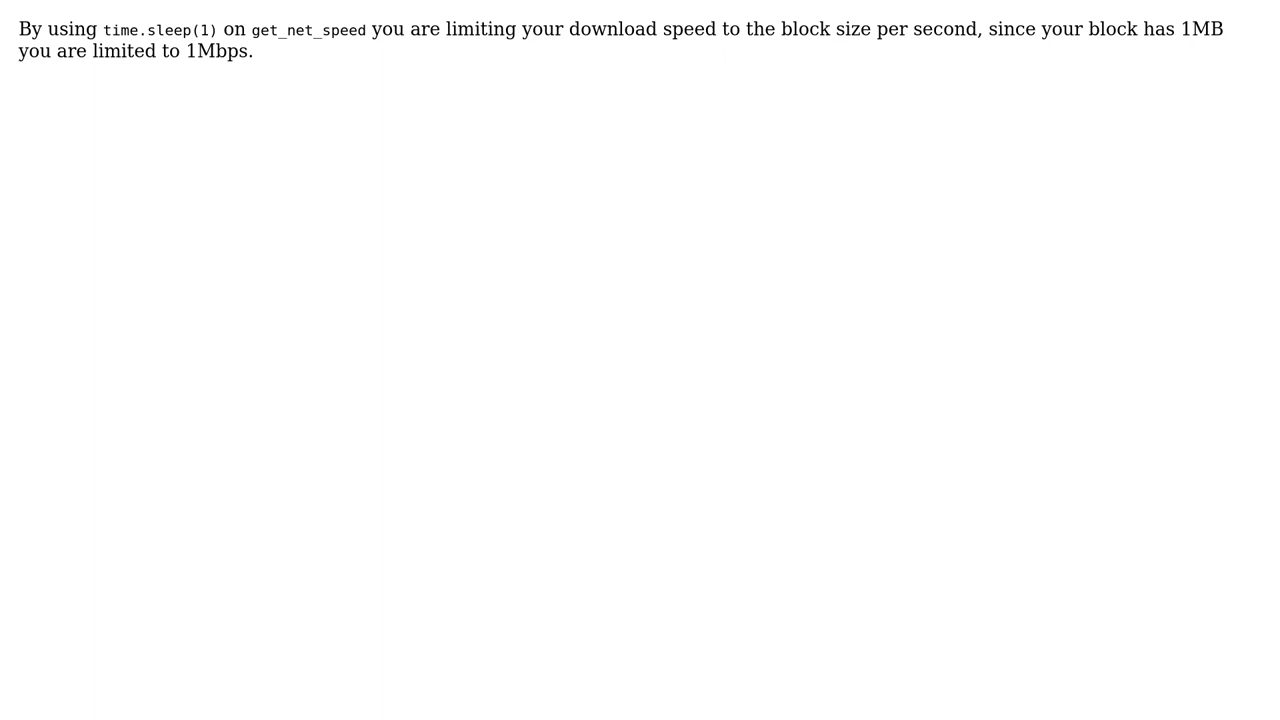 By using time.sleep(1) on get_net_speed you are limiting your download speed to the block size per second, since your block has 1MB
you are limited to 1Mbps.